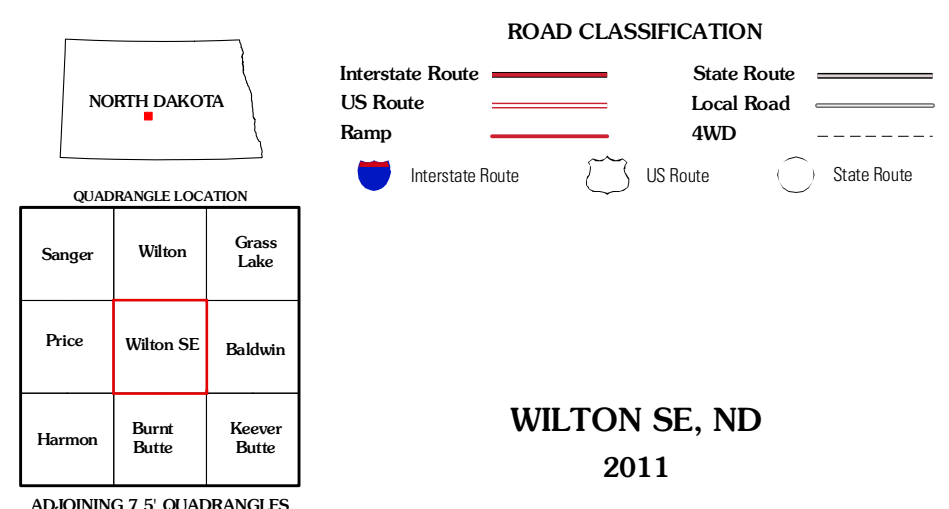 NORTH DAKOTA
QUADRANGLE LOCATION
Sanger
Wilton
Grass
Lake
Price
Wilton SE
Baldwin
Harmon
Burnt
Butte
Keever
Butte
ADJOINING 7.5' QUADRANGLES
ROAD CLASSIFICATION
Interstate Route
State Route
US Route
Local Road
Ramp
4WD
Interstate Route
US Route
State Route
WILTON SE, ND
2011